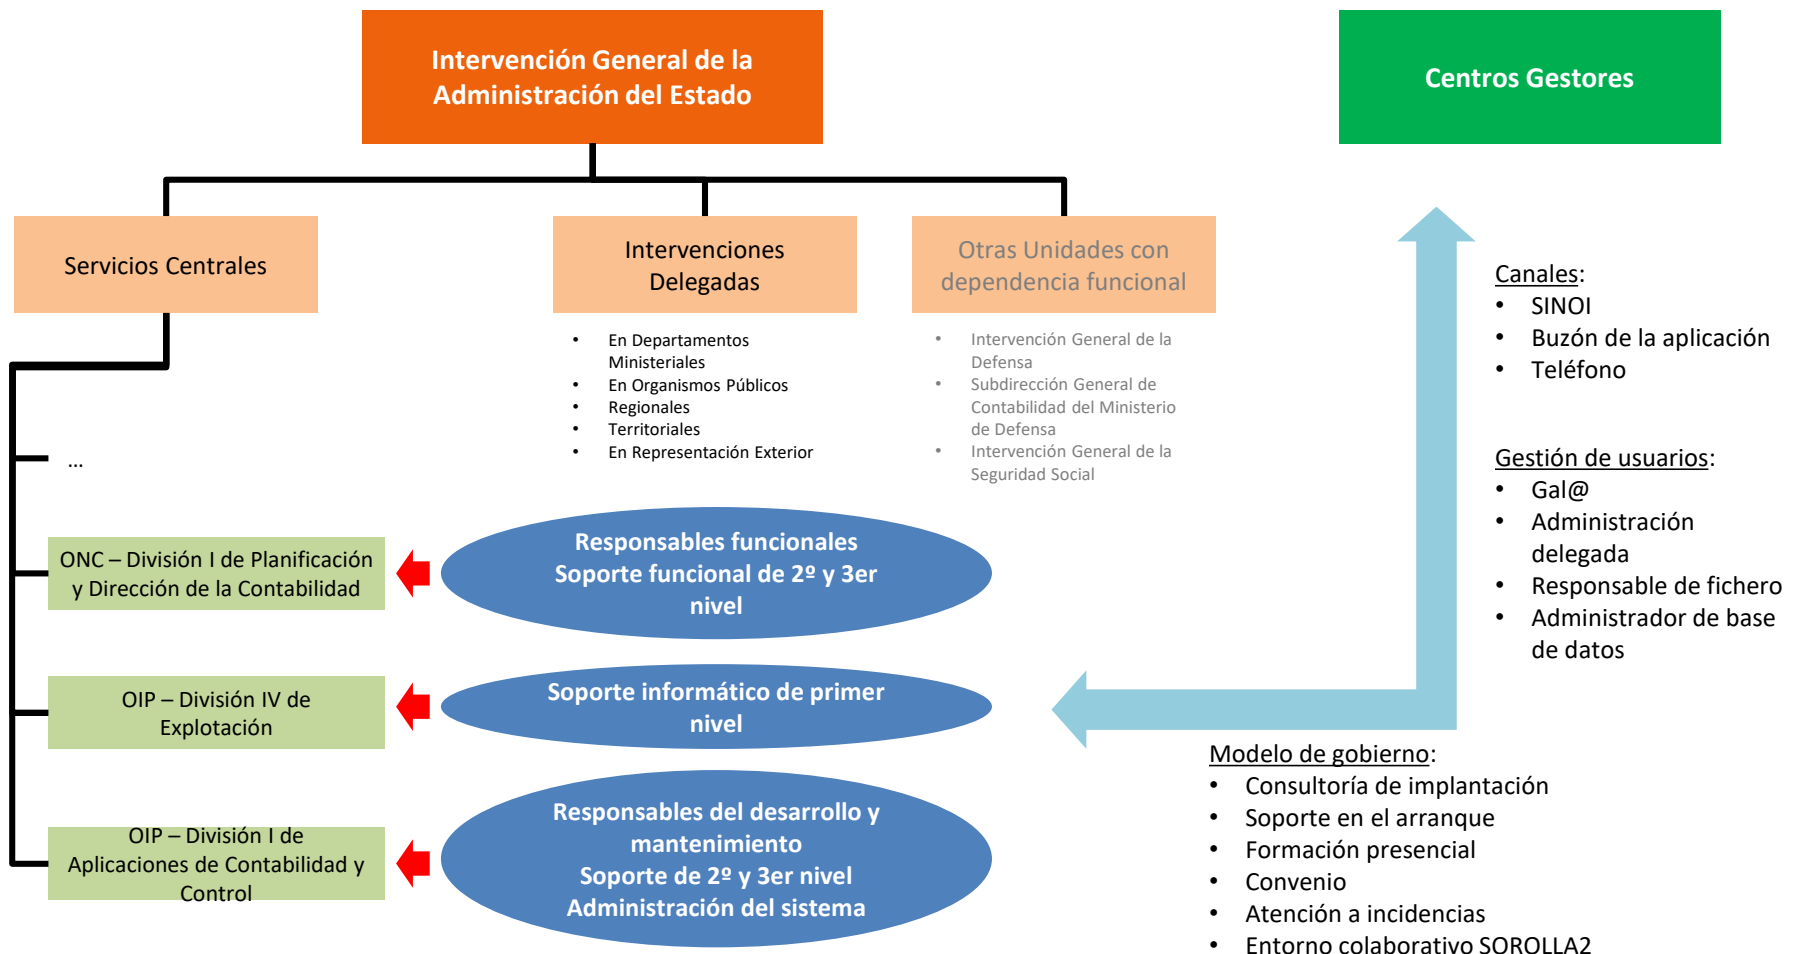 Intervención General de la
Administración del Estado
Centros Gestores
Servicios Centrales
Intervenciones
Delegadas
Otras Unidades con
dependencia funcional
• En Departamentos
Ministeriales
• En Organismos Públicos
• Regionales
• Territoriales
• En Representación Exterior
• Intervención General de la
Defensa
• Subdirección General de
Contabilidad del Ministerio
de Defensa
• Intervención General de la
Seguridad Social
Canales:
• SINOI
• Buzón de la aplicación
• Teléfono
Gestión de usuarios:
• Gal@
• Administración
delegada
• Responsable de fichero
• Administrador de base
de datos
...
ONC – División I de Planificación
y Dirección de la Contabilidad
Responsables funcionales
Soporte funcional de 2º y 3er
nivel
OIP – División IV de
Explotación
Soporte informático de primer
nivel
OIP – División I de
Aplicaciones de Contabilidad y
Control
Responsables del desarrollo y
mantenimiento
Soporte de 2º y 3er nivel
Administración del sistema
Modelo de gobierno:
• Consultoría de implantación
• Soporte en el arranque
• Formación presencial
• Convenio
• Atención a incidencias
• Entorno colaborativo SOROLLA2